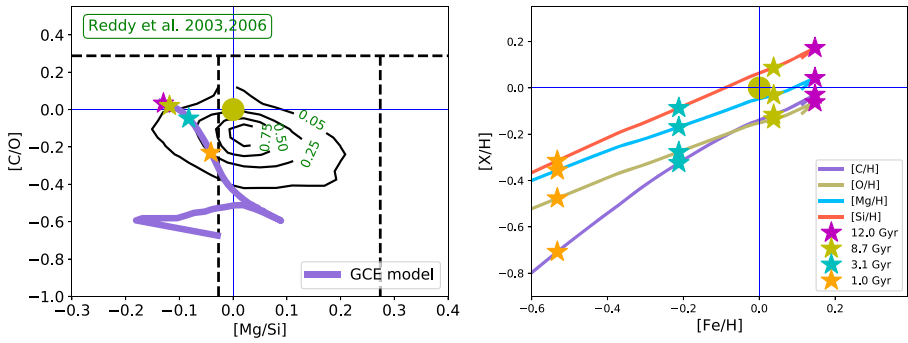 Reddy et al. 2003,2006
0.4
0.2
0.0
−0.2
−0.4
−0.6
−0.8
−1.0
[C/O]
0.05
0.75
0.50
0.25
GCE model
−0.3
−0.2
−0.1
0.0
0.1
0.2
0.3
0.4
[Mg/Si]
0.2
0.0
−0.2
−0.4
−0.6
−0.8
[X/H]
[C/H]
[O/H]
[Mg/H]
[Si/H]
12.0 Gyr
8.7 Gyr
3.1 Gyr
1.0 Gyr
−0.6
−0.4
−0.2
0.0
0.2
[Fe/H]